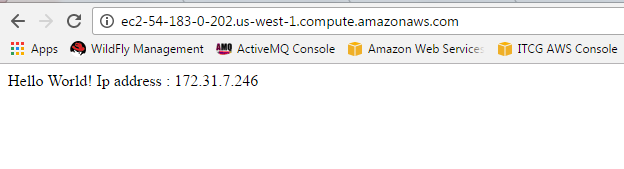 ec2-54-183-0-202.us-west-1.compute.amazonaws.com
Apps WildFly Management AMQ ActiveMQ Console Amazon Web Services ITCG AWS Console
Hello World! Ip address : 172.31.7.246